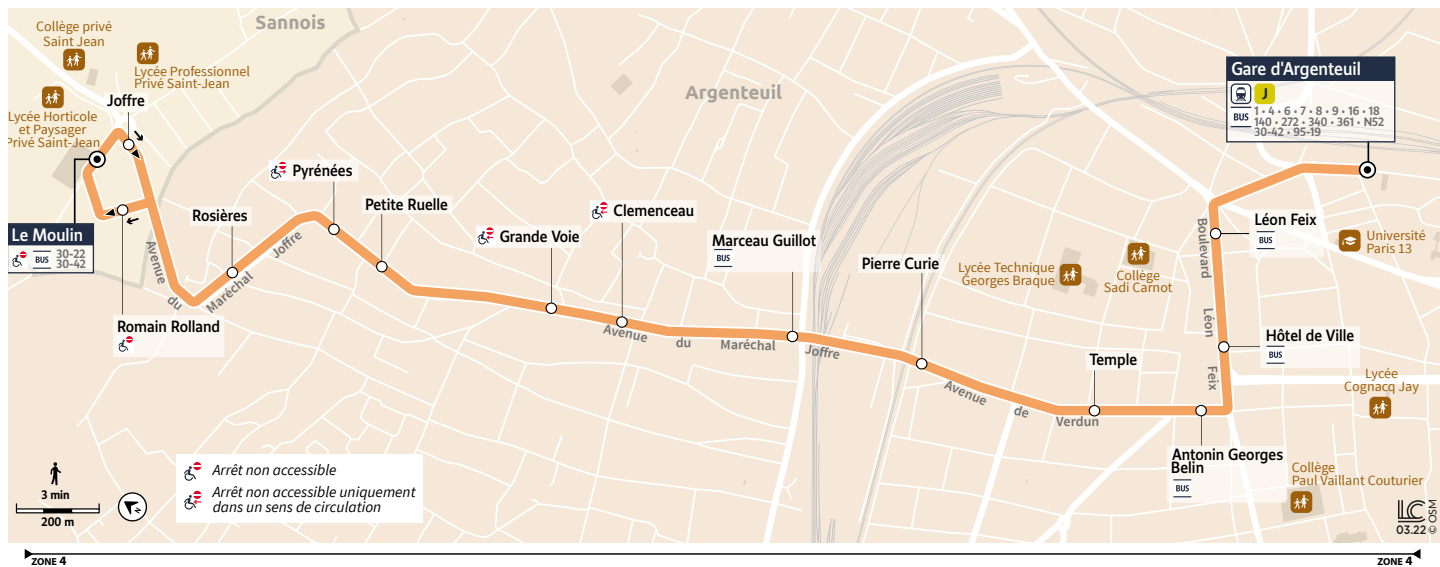 Sannois
Collège privé
Saint Jean
Lycée Professionnel
Privé Saint-Jean
Joffre
Lycée Horticole
et Paysager
Privé Saint-Jean
Le Moulin
BUS
30-22
30-42
Romain Rolland
Avenue
du
Maréchal
Joffre
Rosières
Pyrénées
Petite Ruelle
Grande Voie
Clemenceau
Argenteuil
Marceau Guillot
BUS
Avenue
du
Maréchal
Joffre
Pierre Curie
Avenue
de
Verdun
Temple
Lycée Technique
Georges Braque
Collège
Sadi Carnot
Gare d'Argenteuil
J
BUS
1 • 4 • 6 • 7 • 8 • 9 • 16 • 18
140 • 272 • 340 • 361 • N52
30-42 • 95-19
Boulevard
Léon
Feix
Léon Feix
BUS
Université
Paris 13
Hôtel de Ville
BUS
Lycée
Cognacq Jay
Antonin Georges
Belin
BUS
Collège
Paul Vaillant Couturier
3 min
200 m
Arrêt non accessible
Arrêt non accessible uniquement
dans un sens de circulation
LC
03.22 © OSM
ZONE 4
ZONE 4